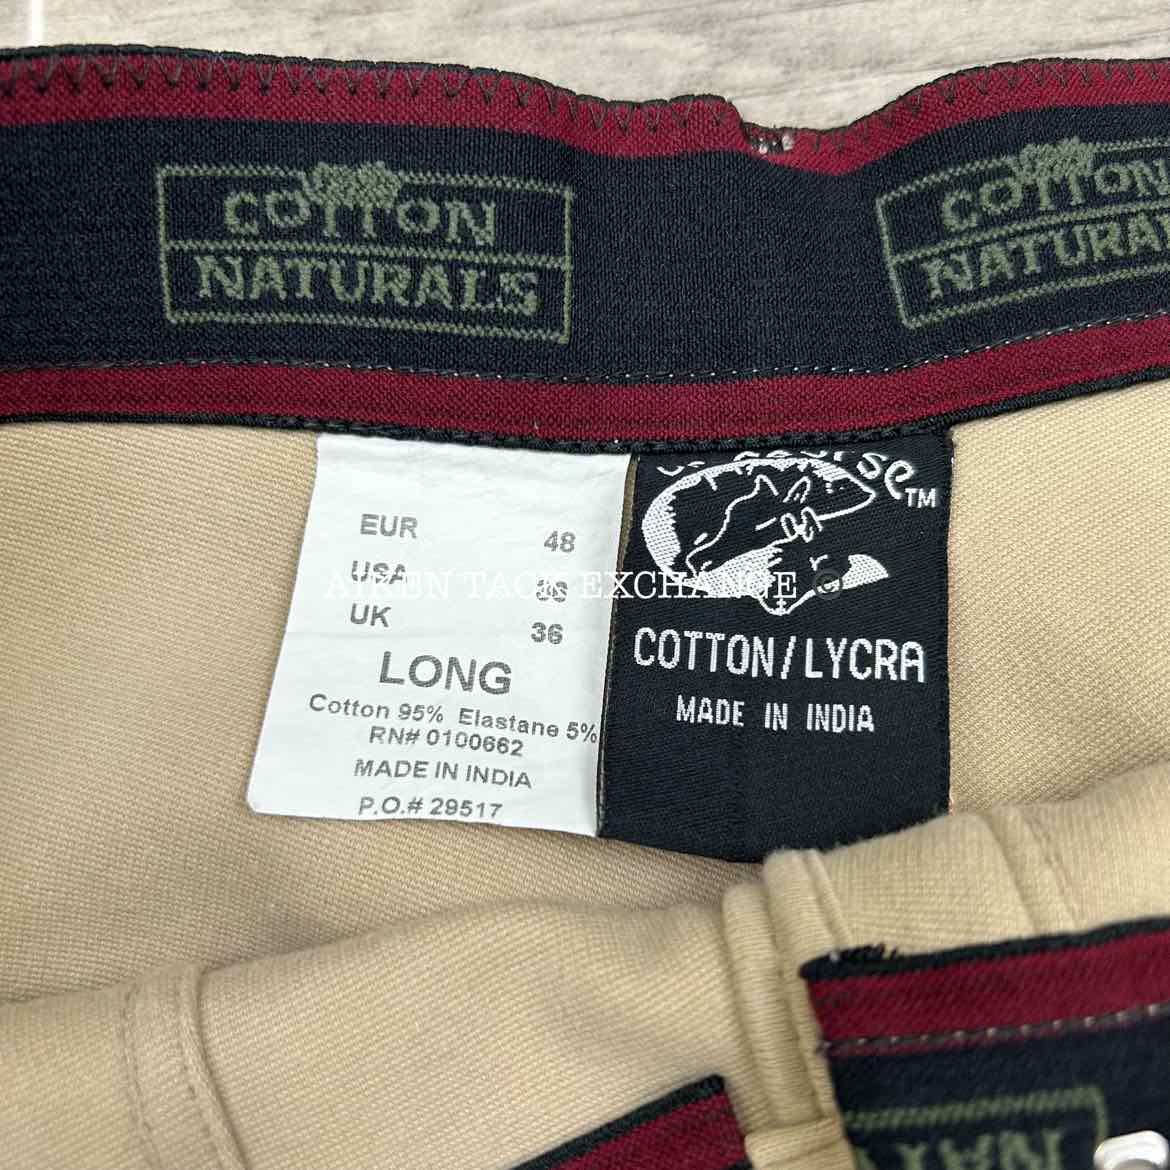 COTTON
NATURALS
COTTON
NATURA
EUR 48
USA
UK 36
LONG
Cotton 95% Elastane 5%
RN# 0100662
MADE IN INDIA
P.O.# 29517
TM
COTTON/LYCRA
MADE IN INDIA
AIKEN TACK EXCHANGE ©